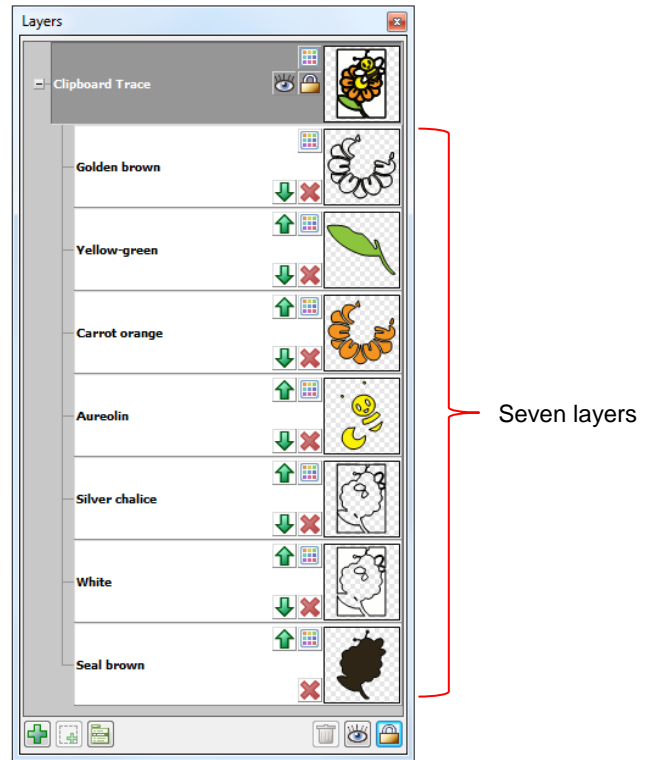 Layers
Clipboard Trace
Golden brown
Yellow-green
Carrot orange
Aureolin
Silver chalice
White
Seal brown
Seven layers